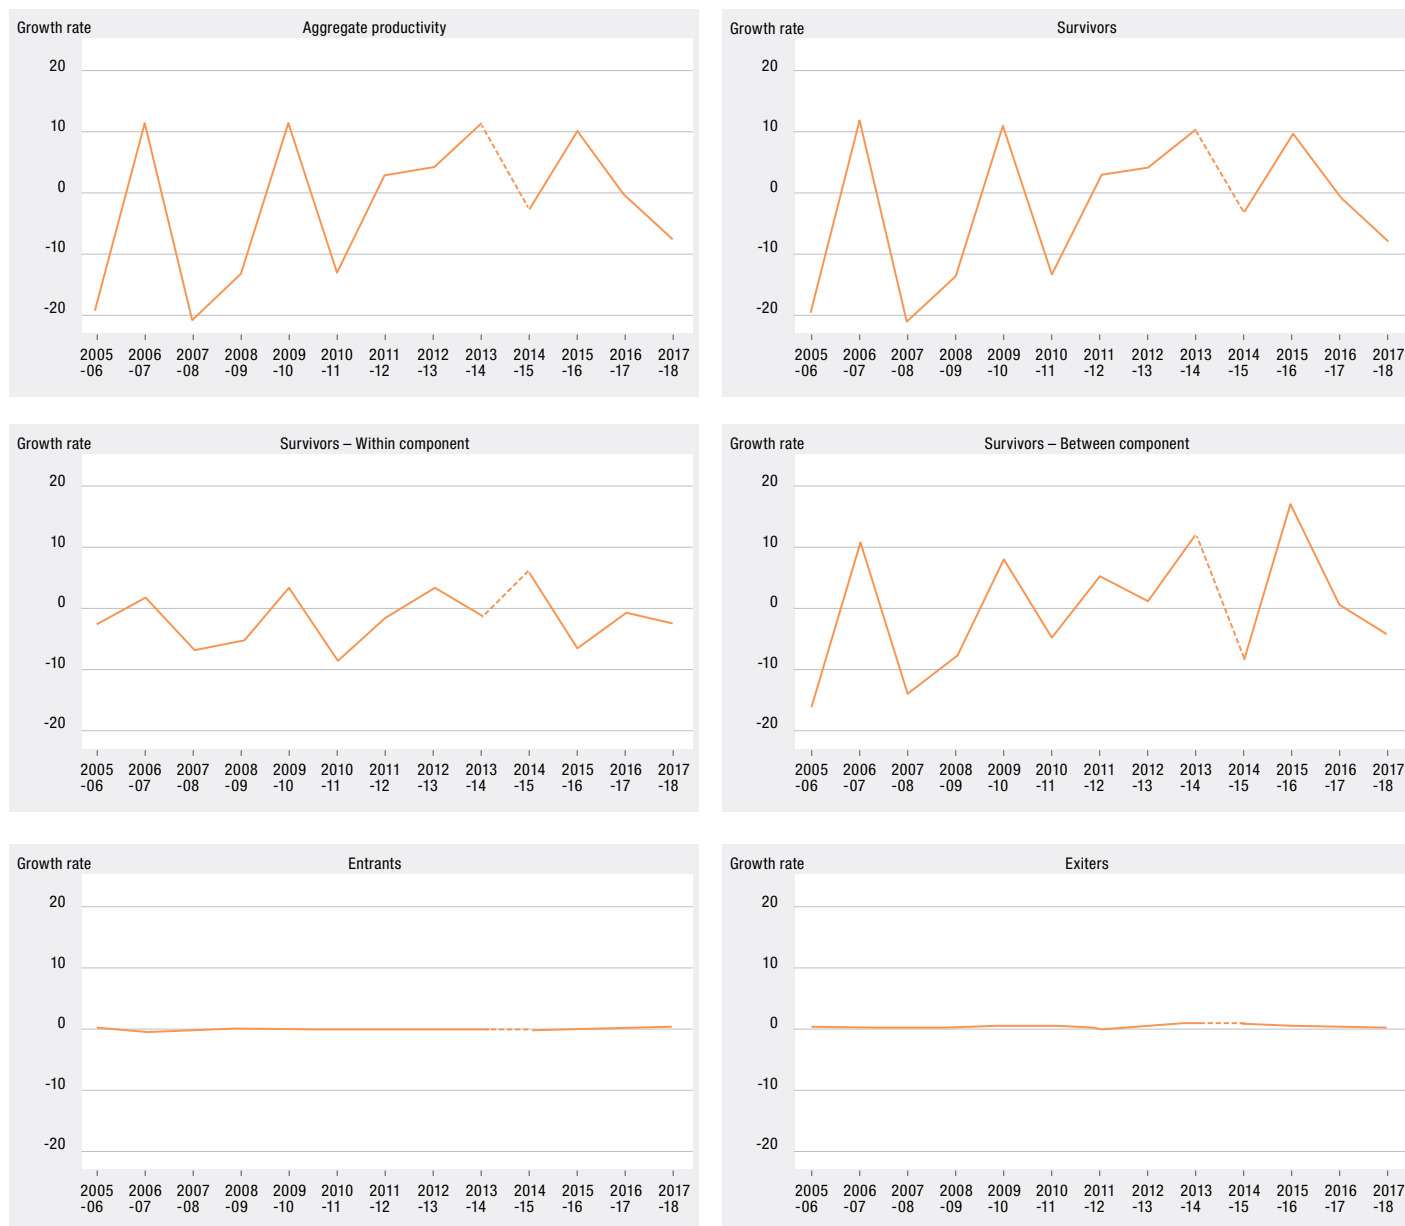 Growth rate
Aggregate productivity
20
10
0
-10
-20
2005 2006 2007 2008 2009 2010 2011 2012 2013 2014 2015 2016 2017
-06 -07 -08 -09 -10 -11 -12 -13 -14 -15 -16 -17 -18
Growth rate
Survivors
20
10
0
-10
-20
2005 2006 2007 2008 2009 2010 2011 2012 2013 2014 2015 2016 2017
-06 -07 -08 -09 -10 -11 -12 -13 -14 -15 -16 -17 -18
Growth rate
Survivors – Within component
20
10
0
-10
-20
2005 2006 2007 2008 2009 2010 2011 2012 2013 2014 2015 2016 2017
-06 -07 -08 -09 -10 -11 -12 -13 -14 -15 -16 -17 -18
Growth rate
Survivors – Between component
20
10
0
-10
-20
2005 2006 2007 2008 2009 2010 2011 2012 2013 2014 2015 2016 2017
-06 -07 -08 -09 -10 -11 -12 -13 -14 -15 -16 -17 -18
Growth rate
Entrants
20
10
0
-10
-20
2005 2006 2007 2008 2009 2010 2011 2012 2013 2014 2015 2016 2017
-06 -07 -08 -09 -10 -11 -12 -13 -14 -15 -16 -17 -18
Growth rate
Exiters
20
10
0
-10
-20
2005 2006 2007 2008 2009 2010 2011 2012 2013 2014 2015 2016 2017
-06 -07 -08 -09 -10 -11 -12 -13 -14 -15 -16 -17 -18